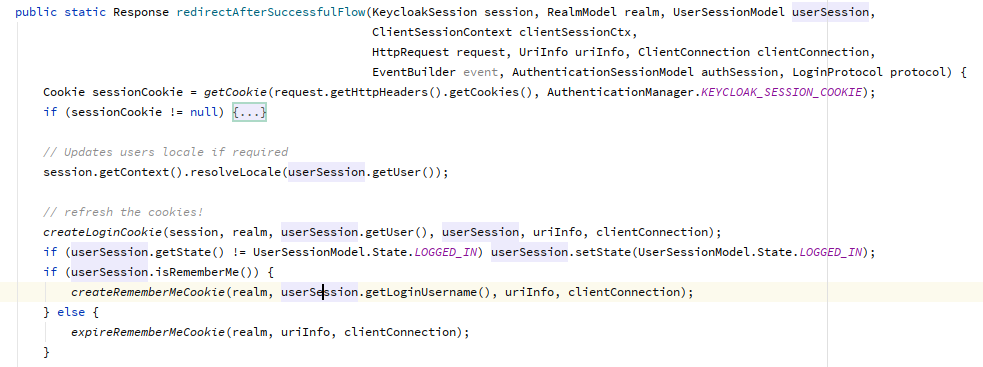 public static Response redirectAfterSuccessfulFlow(KeycloakSession session, RealmModel realm, UserSessionModel userSession,
ClientSessionContext clientSessionCtx,
HttpRequest request, UriInfo uriInfo, ClientConnection clientConnection,
EventBuilder event, AuthenticationSessionModel authSession, LoginProtocol protocol) {
Cookie sessionCookie = getCookie(request.getHttpHeaders().getCookies(), AuthenticationManager.KEYCLOAK_SESSION_COOKIE);
if (sessionCookie != null) {...}
// Updates users locale if required
session.getContext().resolveLocale(userSession.getUser());
// refresh the cookies!
createLoginCookie(session, realm, userSession.getUser(), userSession, uriInfo, clientConnection);
if (userSession.getState() != UserSessionModel.State.LOGGED_IN) userSession.setState(UserSessionModel.State.LOGGED_IN);
if (userSession.isRememberMe()) {
createRememberMeCookie(realm, userSession.getLoginUsername(), uriInfo, clientConnection);
} else {
expireRememberMeCookie(realm, uriInfo, clientConnection);
}